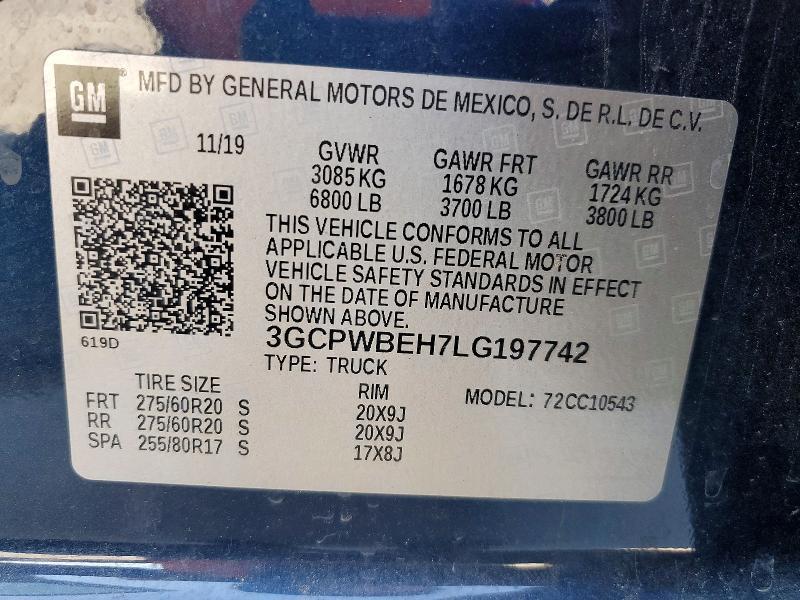 GM
MFD BY GENERAL MOTORS DE MEXICO, S. DE R.L. DE C.V.
11/19 GVWR GAWR FRT GAWR RR
3085 KG 1678 KG 1724 KG
6800 LB 3700 LB 3800 LB
THIS VEHICLE CONFORMS TO ALL
APPLICABLE U.S. FEDERAL MOTOR
VEHICLE SAFETY STANDARDS IN EFFECT
ON THE DATE OF MANUFACTURE
SHOWN ABOVE.
619D
3GCPWBEH7LG197742
TYPE: TRUCK
TIRE SIZE RIM MODEL: 72CC10543
FRT 275/60R20 S 20X9J
RR 275/60R20 S 20X9J
SPA 255/80R17 S 17X8J